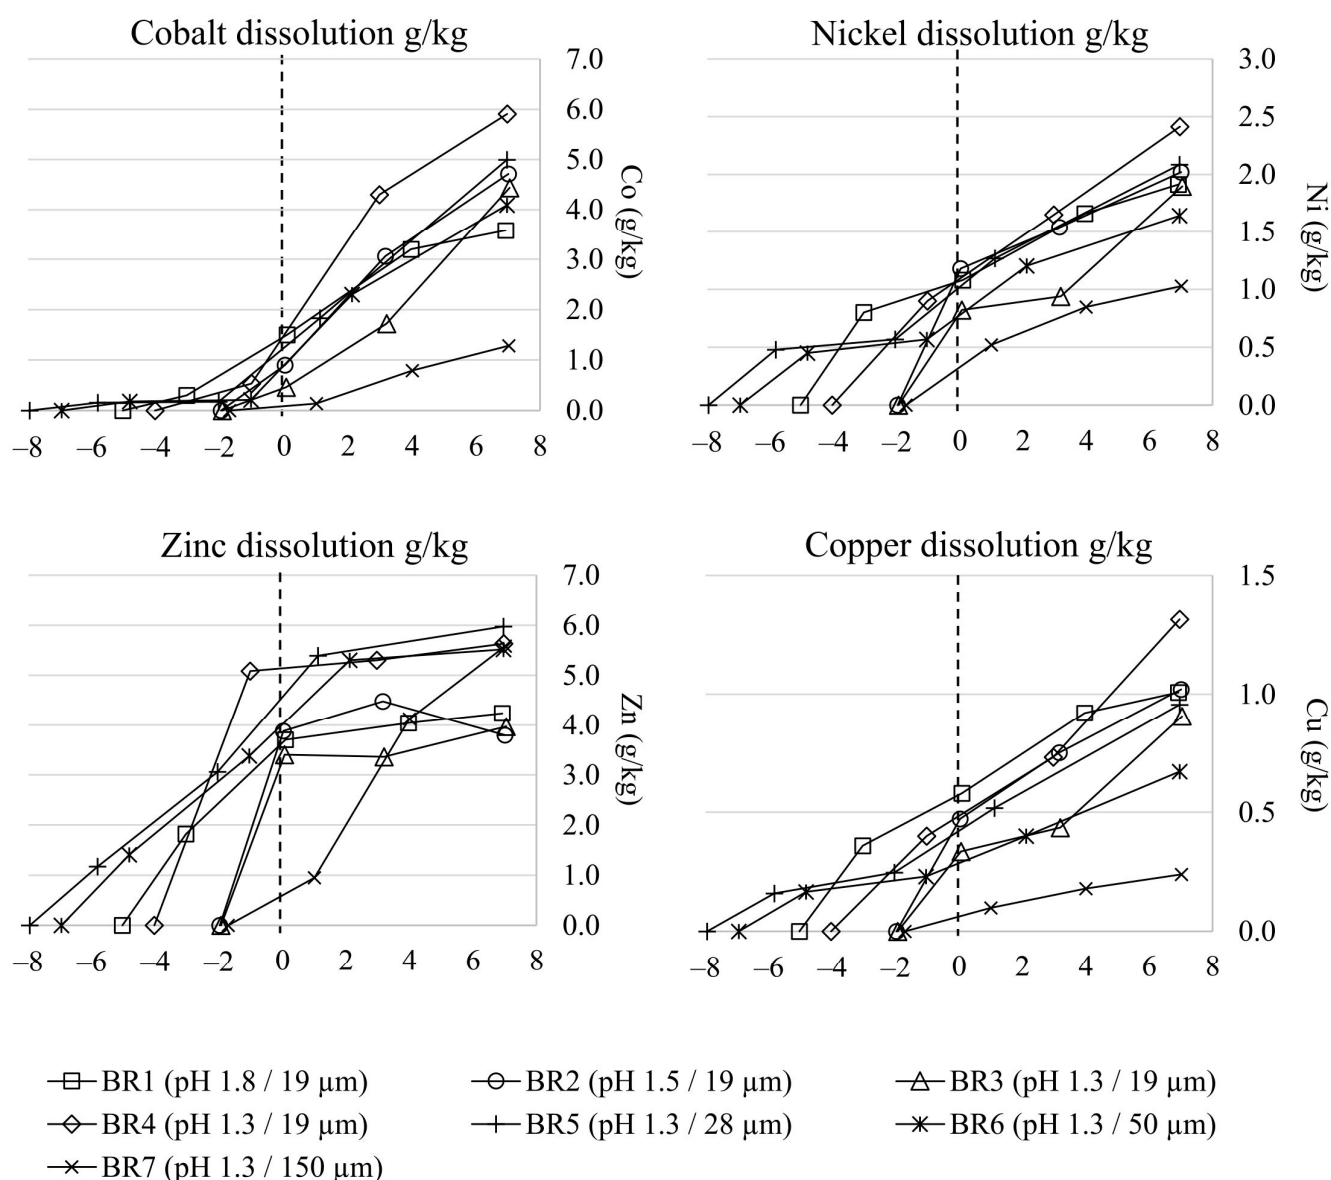 Cobalt dissolution g/kg
7.0
6.0
5.0
4.0
3.0
2.0
1.0
0.0
Co (g/kg)
–8 –6 –4 –2 0 2 4 6 8
Nickel dissolution g/kg
3.0
2.5
2.0
1.5
1.0
0.5
0.0
Ni (g/kg)
–8 –6 –4 –2 0 2 4 6 8
Zinc dissolution g/kg
7.0
6.0
5.0
4.0
3.0
2.0
1.0
0.0
Zn (g/kg)
–8 –6 –4 –2 0 2 4 6 8
Copper dissolution g/kg
1.5
1.0
0.5
0.0
Cu (g/kg)
–8 –6 –4 –2 0 2 4 6 8
BR1 (pH 1.8 / 19 µm) BR2 (pH 1.5 / 19 µm) BR3 (pH 1.3 / 19 µm)
BR4 (pH 1.3 / 19 µm) BR5 (pH 1.3 / 28 µm) BR6 (pH 1.3 / 50 µm)
BR7 (pH 1.3 / 150 µm)